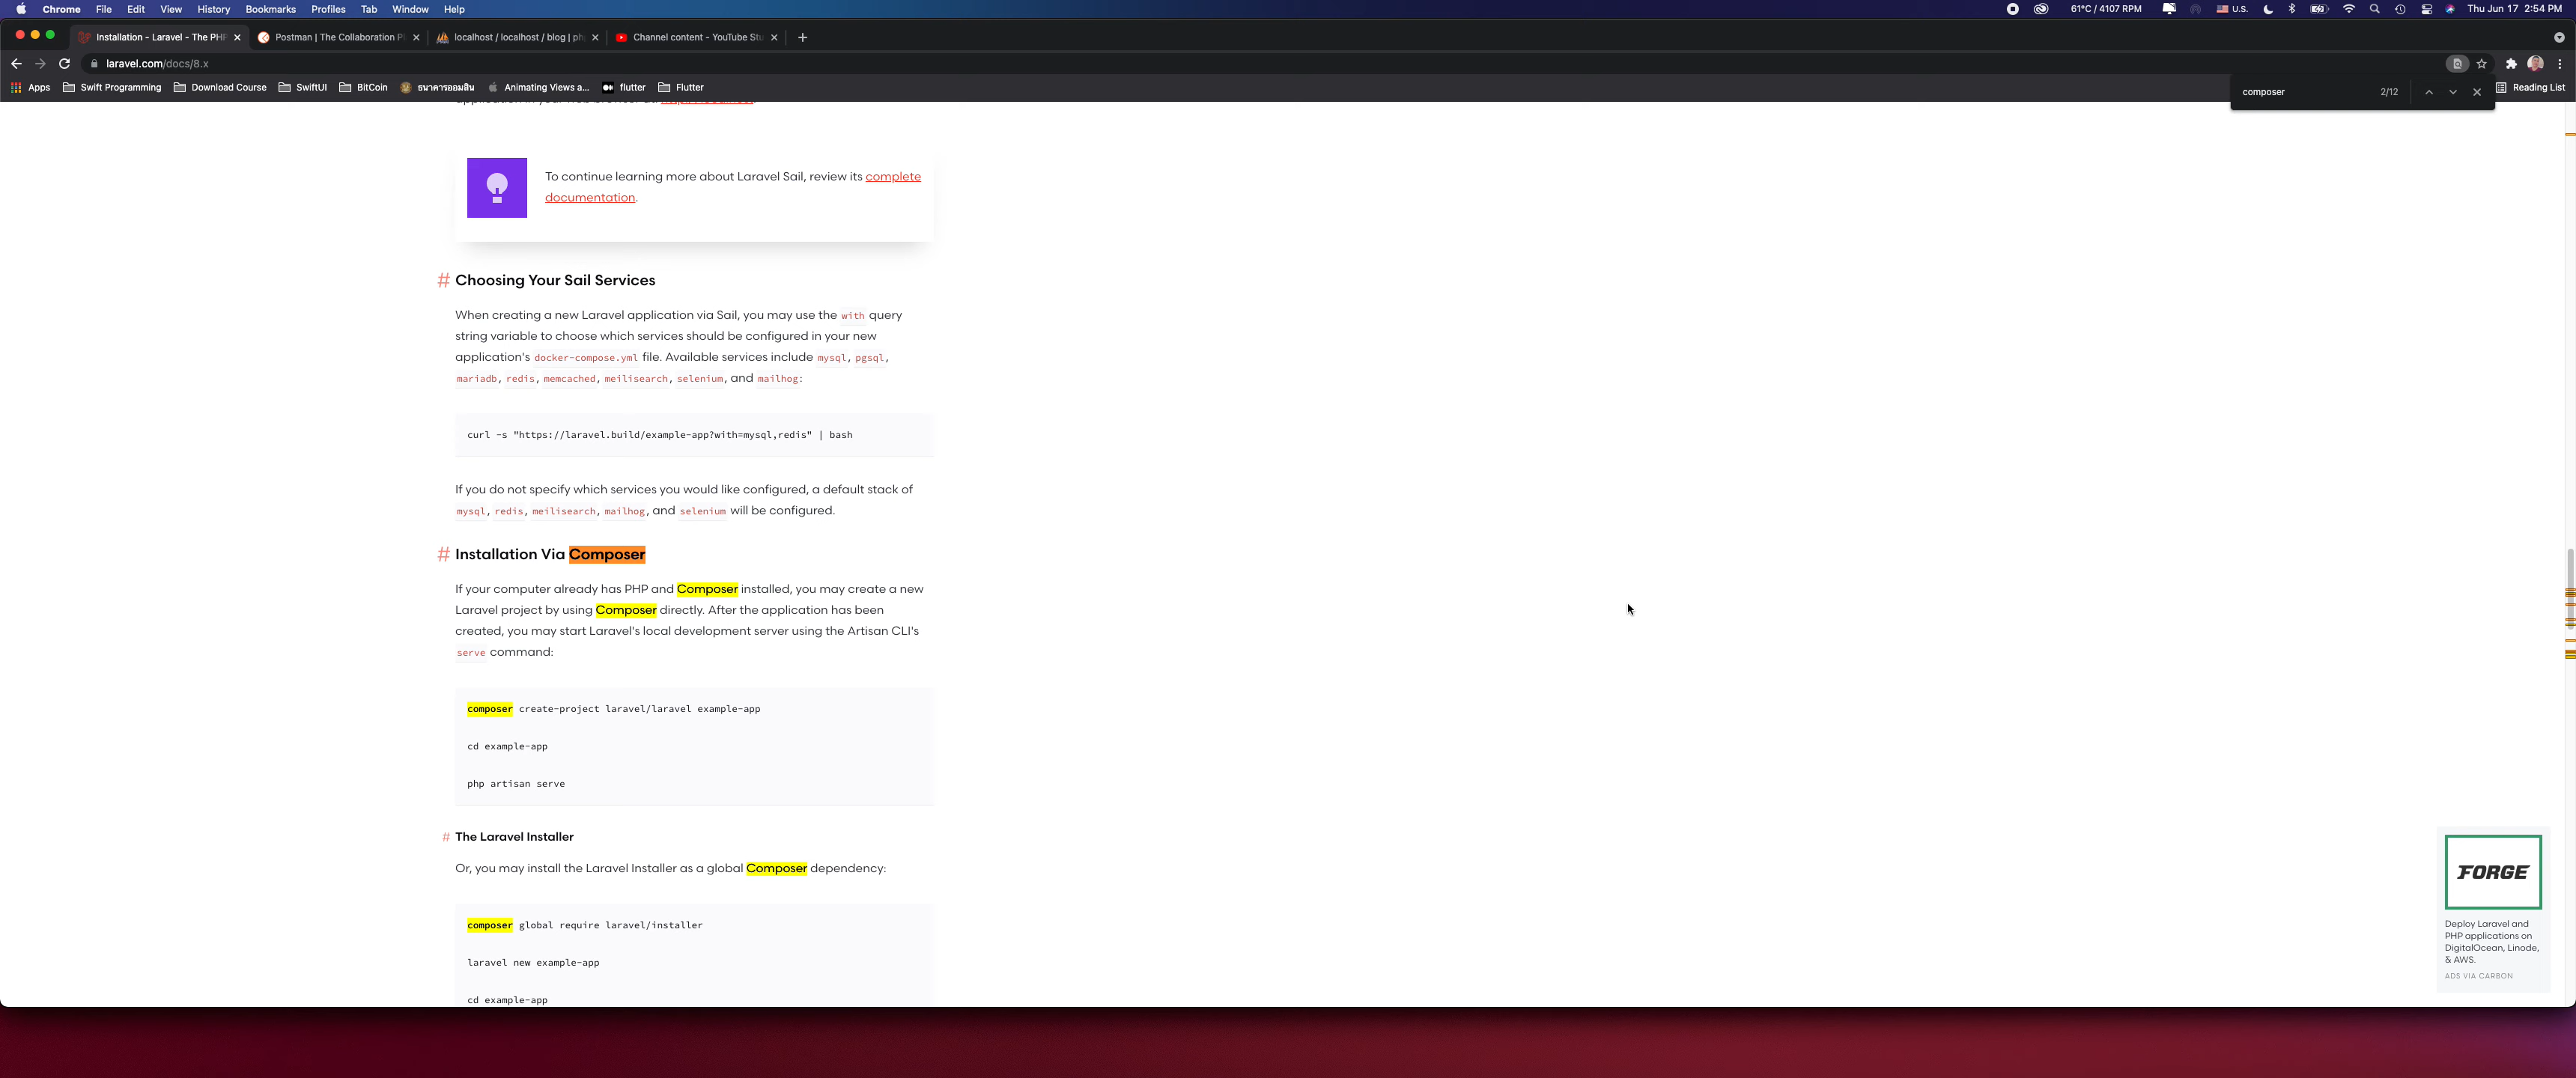 Chrome File Edit View History Bookmarks Profiles Tab Window Help
61°C / 4107 RPM U.S. Thu Jun 17 2:54 PM
Installation - Laravel - The PHP Postman | The Collaboration Pl localhost / localhost / blog | ph Channel content - YouTube Stu
laravel.com/docs/8.x
Apps Swift Programming Download Course SwiftUI BitCoin ธนาคารออมสิน Animating Views a... flutter Flutter Reading List
composer 2/12
To continue learning more about Laravel Sail, review its complete
documentation.
# Choosing Your Sail Services
When creating a new Laravel application via Sail, you may use the with query
string variable to choose which services should be configured in your new
application's docker-compose.yml file. Available services include mysql, pgsql,
mariadb, redis, memcached, meilisearch, selenium, and mailhog:
curl -s "https://laravel.build/example-app?with=mysql,redis" | bash
If you do not specify which services you would like configured, a default stack of
mysql, redis, meilisearch, mailhog, and selenium will be configured.
# Installation Via Composer
If your computer already has PHP and Composer installed, you may create a new
Laravel project by using Composer directly. After the application has been
created, you may start Laravel's local development server using the Artisan CLI's
serve command:
composer create-project laravel/laravel example-app
cd example-app
php artisan serve
# The Laravel Installer
Or, you may install the Laravel Installer as a global Composer dependency:
composer global require laravel/installer
laravel new example-app
cd example-app
FORGE
Deploy Laravel and
PHP applications on
DigitalOcean, Linode,
& AWS.
ADS VIA CARBON